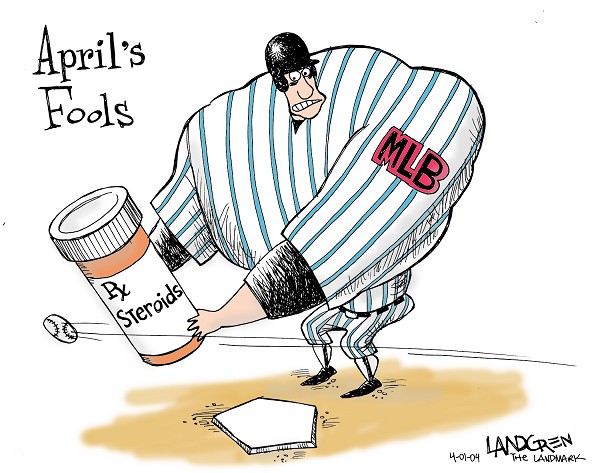 April's
Fools
MLB
Rx
Steroids
LANDGREN
4-01-04 THE LANDMARK